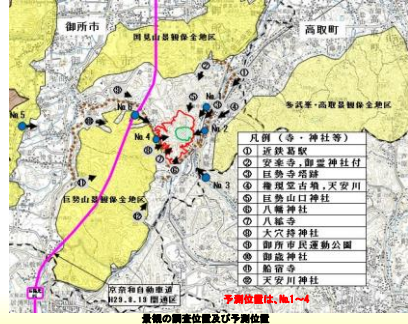 御所市
高取町
国見山景観保全地区
多武峯・高取景観保全地区
No.5
No.6
No.1
No.2
No.4
No.3
巨勢山景観保全地区
京奈和自動車道
H29.8.19開通区
凡例（寺・神社等）
① 近鉄葛駅
② 安楽寺,御霊神社付
③ 巨勢寺塔跡
④ 権現堂古墳,天安川
⑤ 巨勢山口神社
⑥ 八幡神社
⑦ 八幡寺
⑧ 大穴持神社
⑨ 御所市民運動公園
⑩ 御歳神社
⑪ 船宿寺
⑫ 天安川神社
予測位置は、No.1～4
景観の調査位置及び予測位置